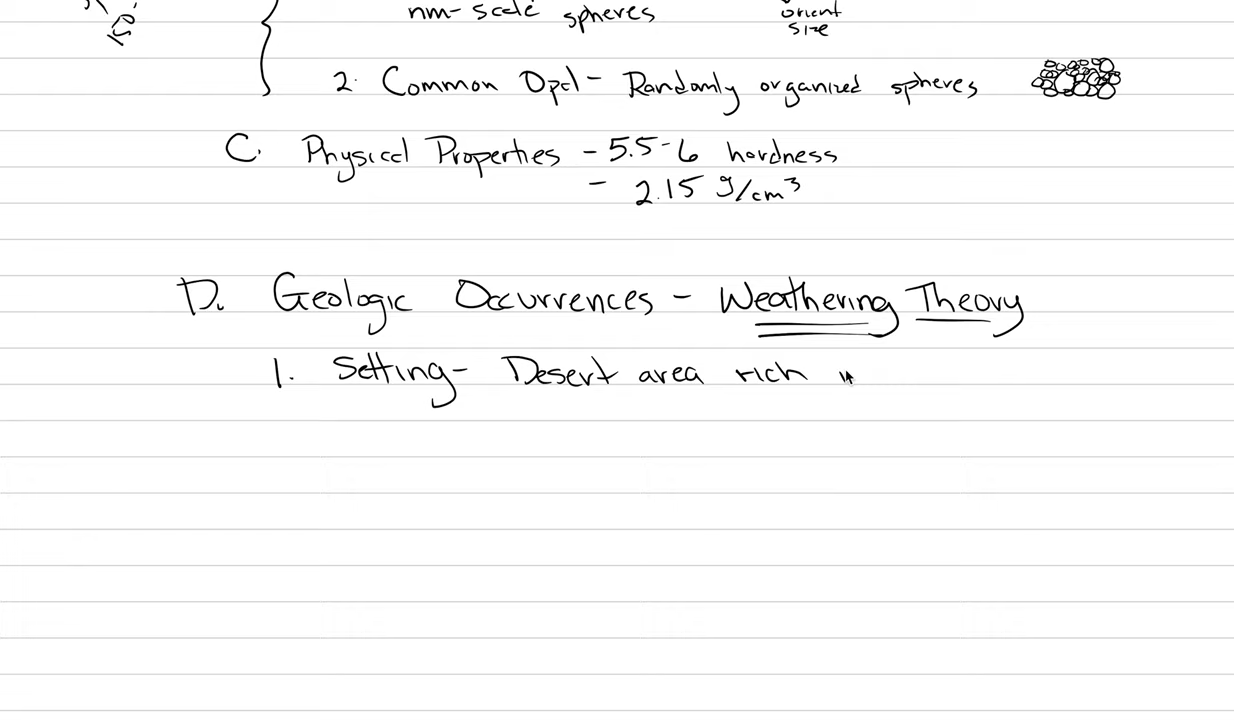 nm-scale spheres
orient
size
2. Common Opal - Randomly organized spheres
C. Physical Properties - 5.5-6 hardness
- 2.15 g/cm³
D. Geologic Occurrences - Weathering Theory
1. Setting - Desert area rich